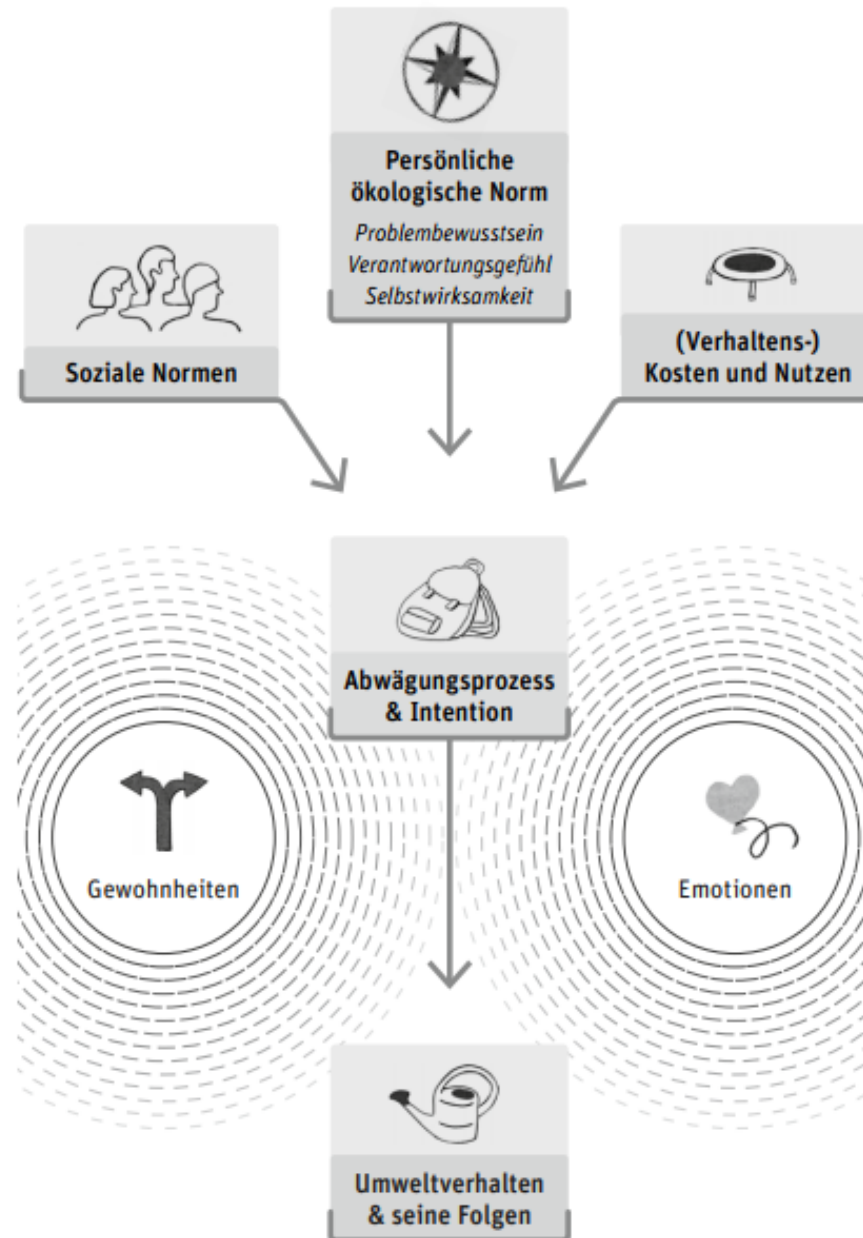 Persönliche
ökologische Norm
Problembewusstsein
Verantwortungsgefühl
Selbstwirksamkeit
Soziale Normen
(Verhaltens-)
Kosten und Nutzen
Abwägungsprozess
& Intention
Gewohnheiten
Emotionen
Umweltverhalten
& seine Folgen